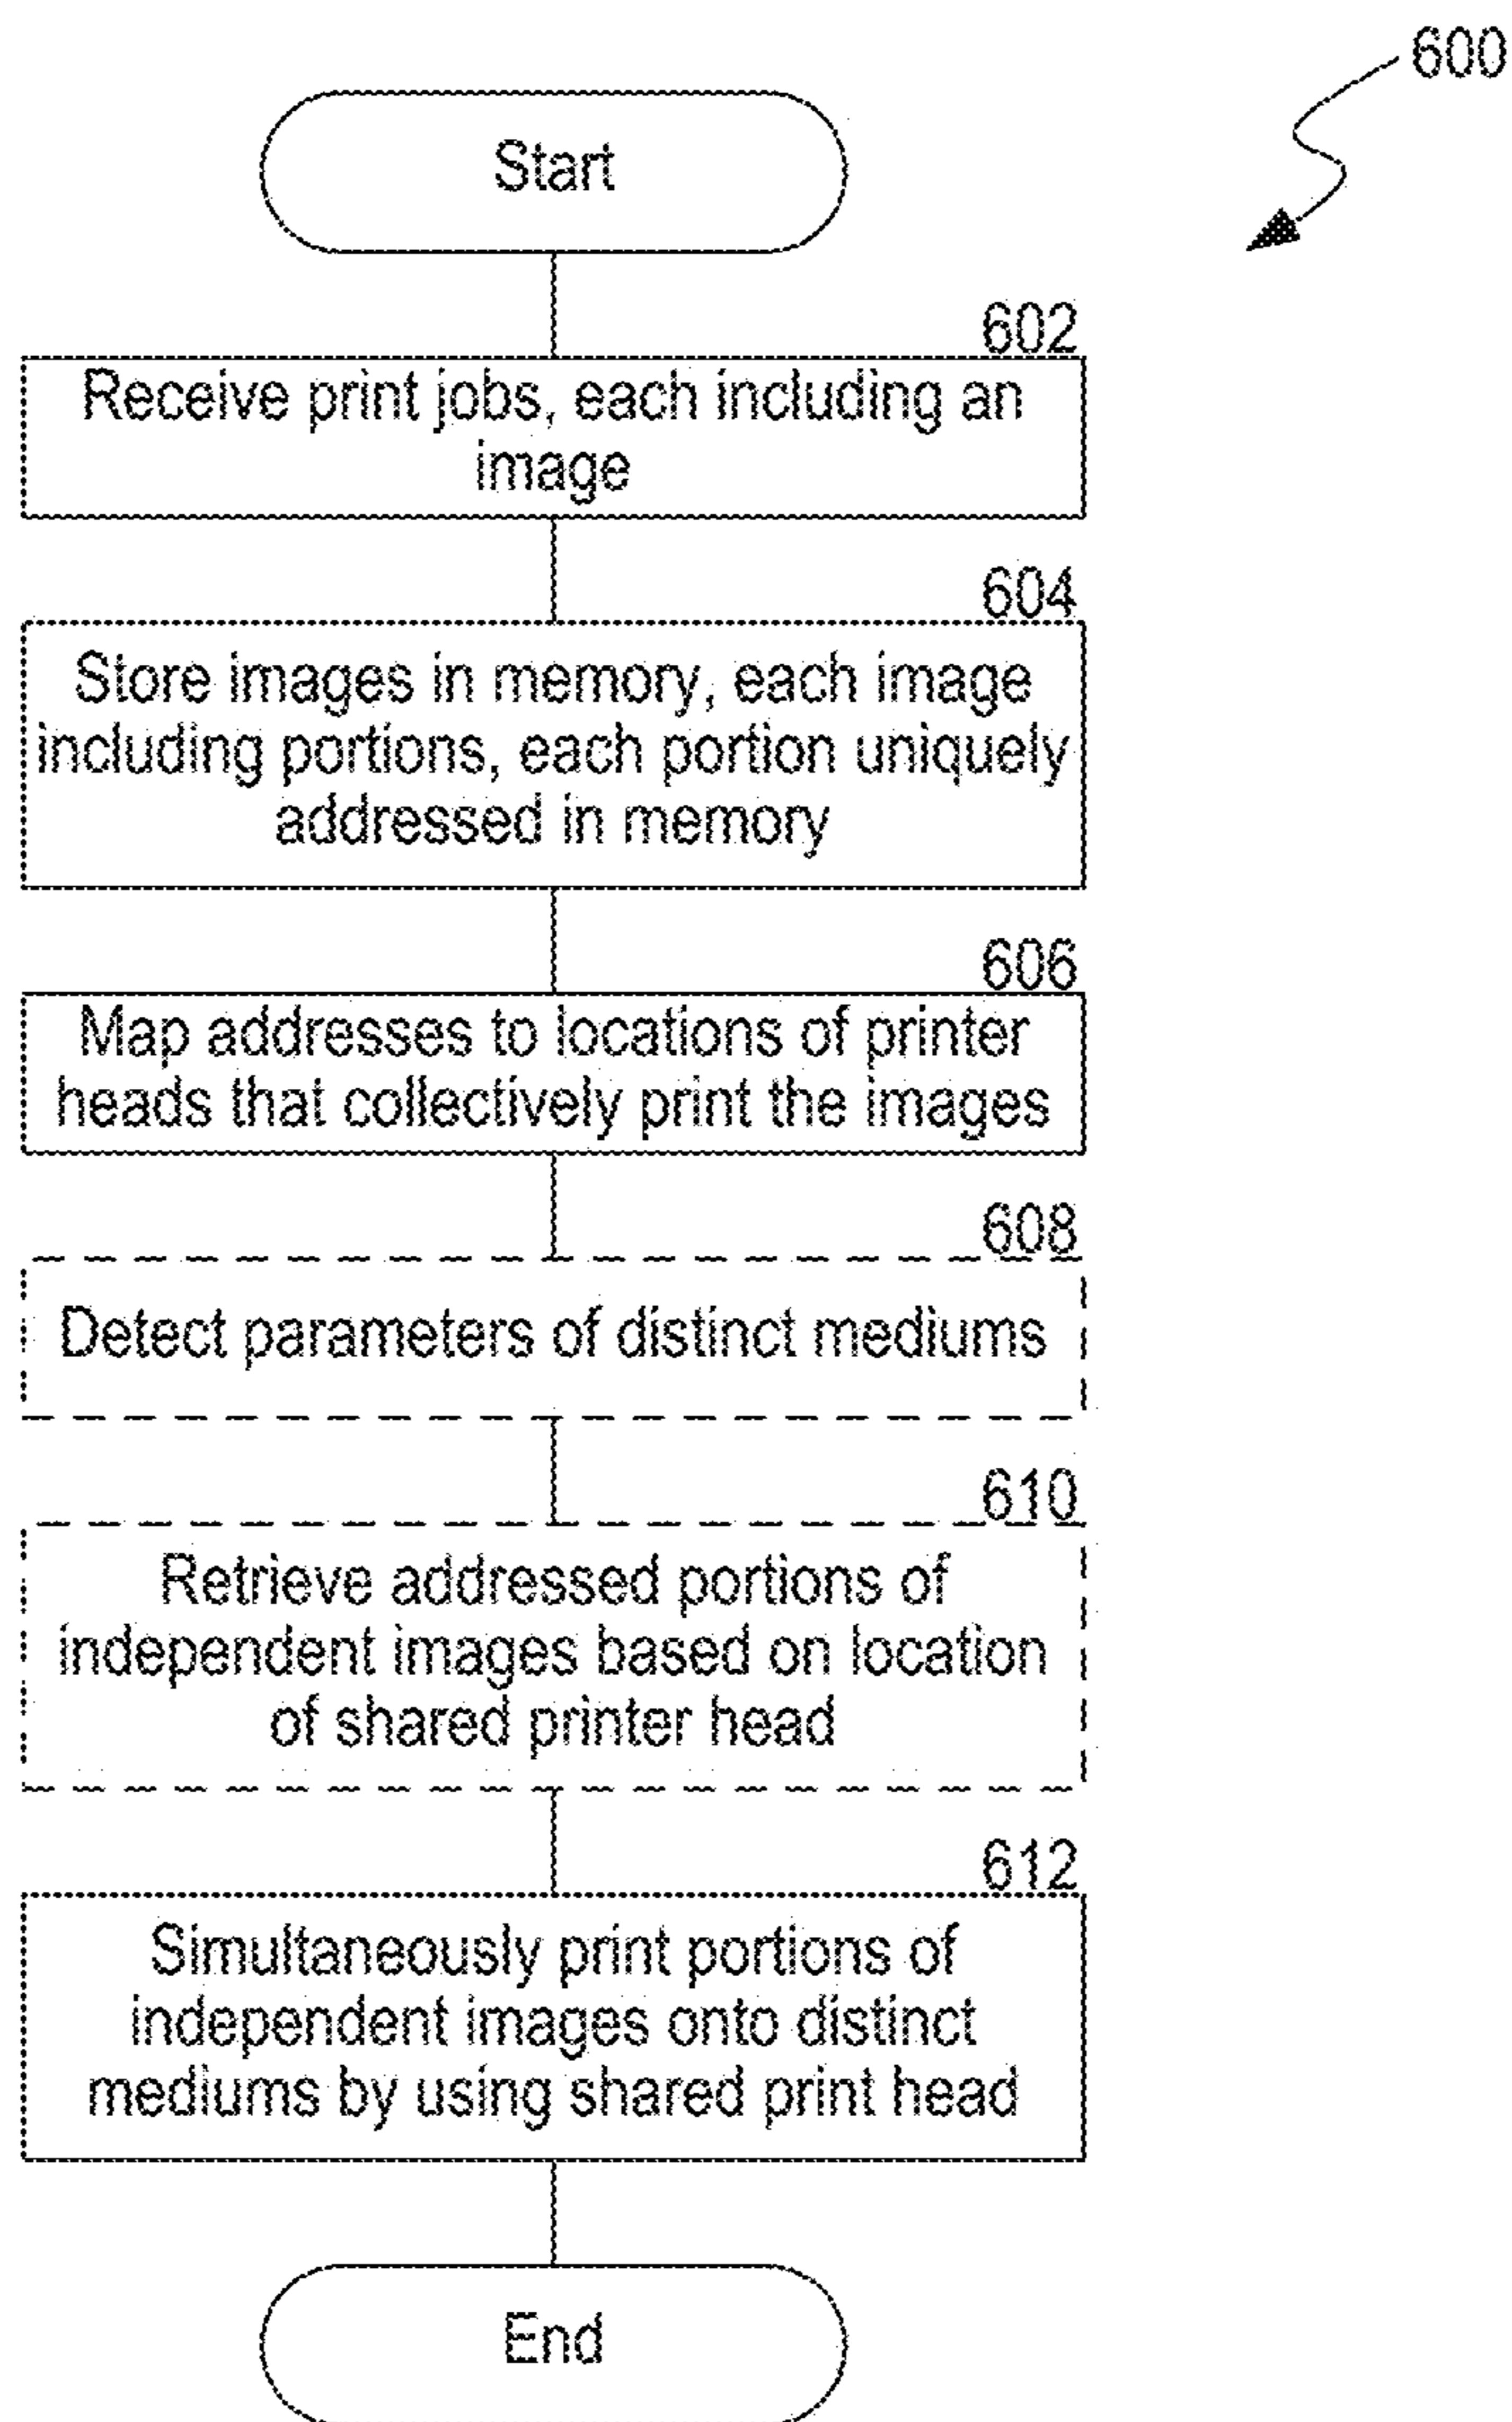 600
Start
602
Receive print jobs, each including an
image
604
Store images in memory, each image
including portions, each portion uniquely
addressed in memory
606
Map addresses to locations of printer
heads that collectively print the images
608
Detect parameters of distinct mediums
610
Retrieve addressed portions of
independent images based on location
of shared printer head
612
Simultaneously print portions of
independent images onto distinct
mediums by using shared print head
End